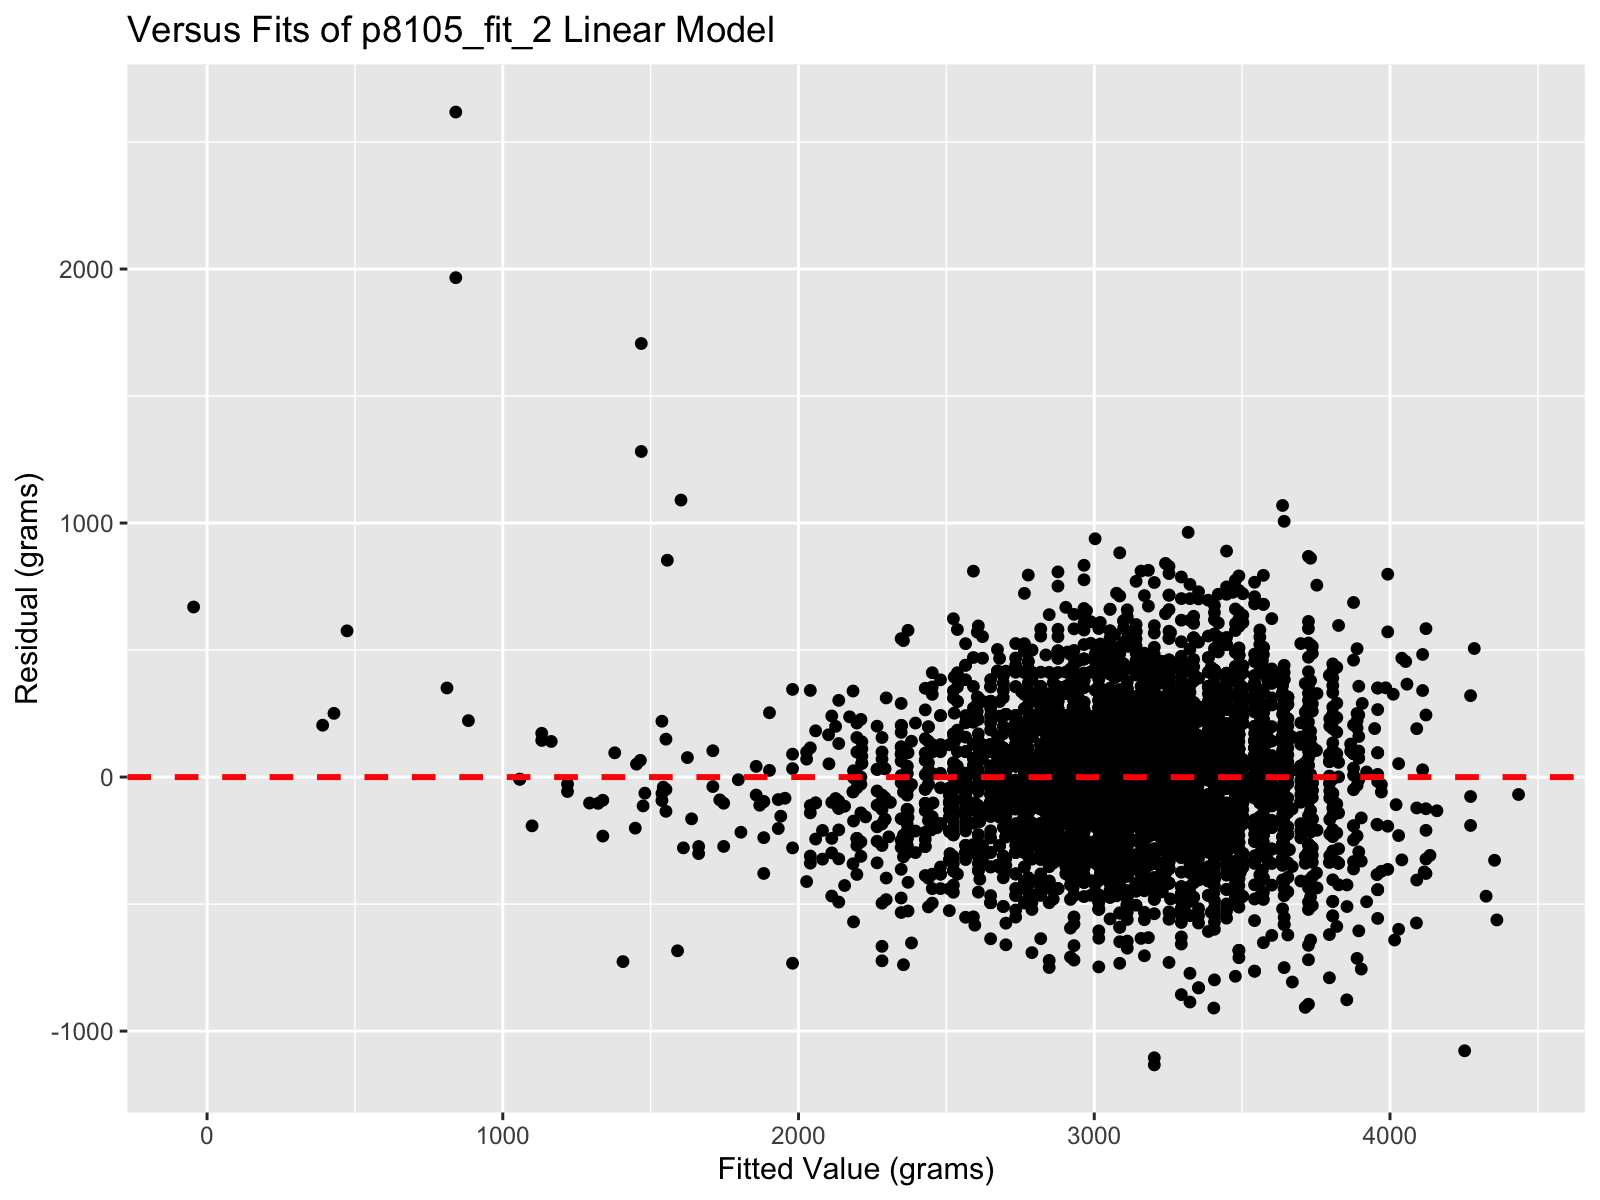 Versus Fits of p8105_fit_2 Linear Model
Residual (grams)
2000
1000
0
-1000
0 1000 2000 3000 4000
Fitted Value (grams)